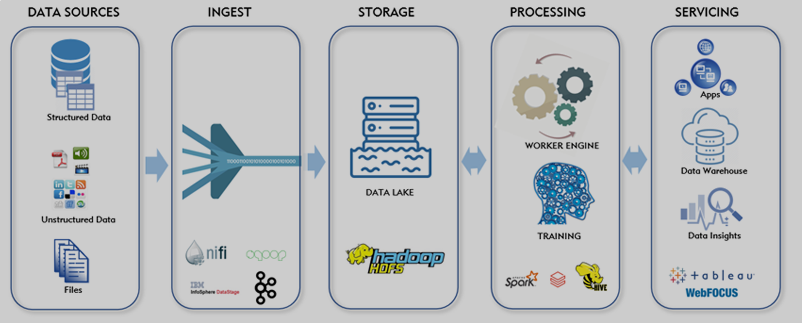 DATA SOURCES
INGEST
STORAGE
PROCESSING
SERVICING
Structured Data
Unstructured Data
Files
nifi
sqoop
IBM
InfoSphere DataStage
DATA LAKE
hadoop
HDFS
WORKER ENGINE
TRAINING
Spark
HIVE
Apps
Data Warehouse
Data Insights
+ a b l e a u
WebFOCUS